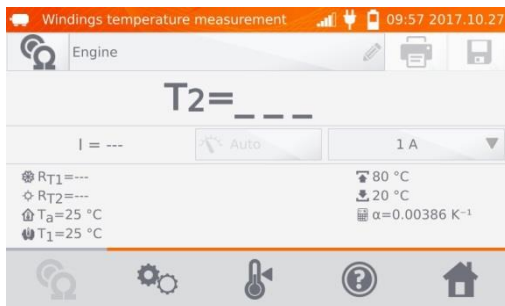 Windings temperature measurement 09:57 2017.10.27
Engine
T2=_ _ _
I = --- Auto 1 A
RT1=--- 80 °C
RT2=--- 20 °C
Ta=25 °C α=0.00386 K⁻¹
T1=25 °C